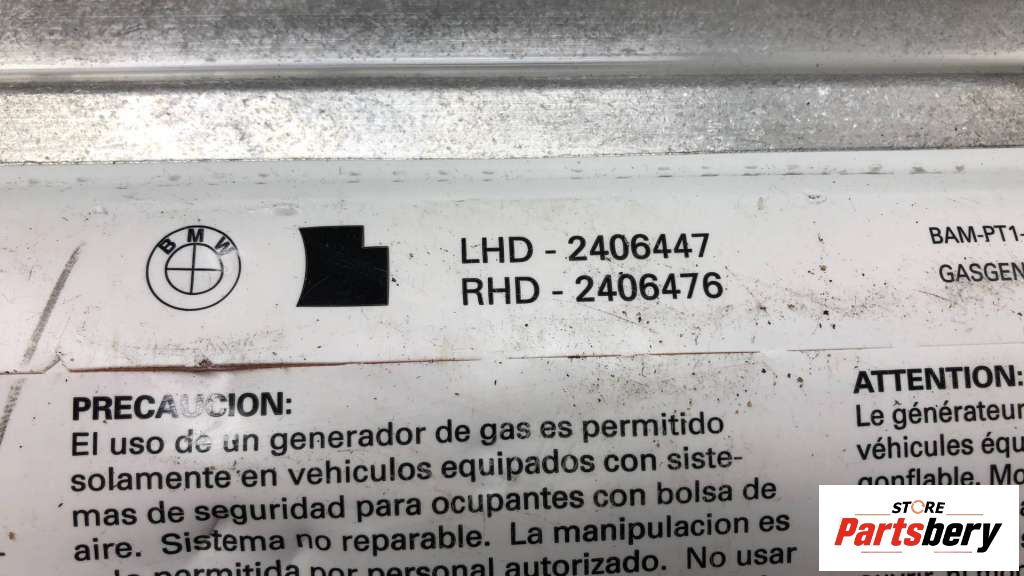 BMW
LHD - 2406447
RHD - 2406476
BAM-PT1-
GASGEN
PRECAUCION:
El uso de un generador de gas es permitido
solamente en vehiculos equipados con siste-
mas de seguridad para ocupantes con bolsa de
aire. Sistema no reparable. La manipulacion es
permitida por personal autorizado. No usar
ATTENTION:
Le générateur
véhicules équ
gonflable. Mo
STORE
Partsbery